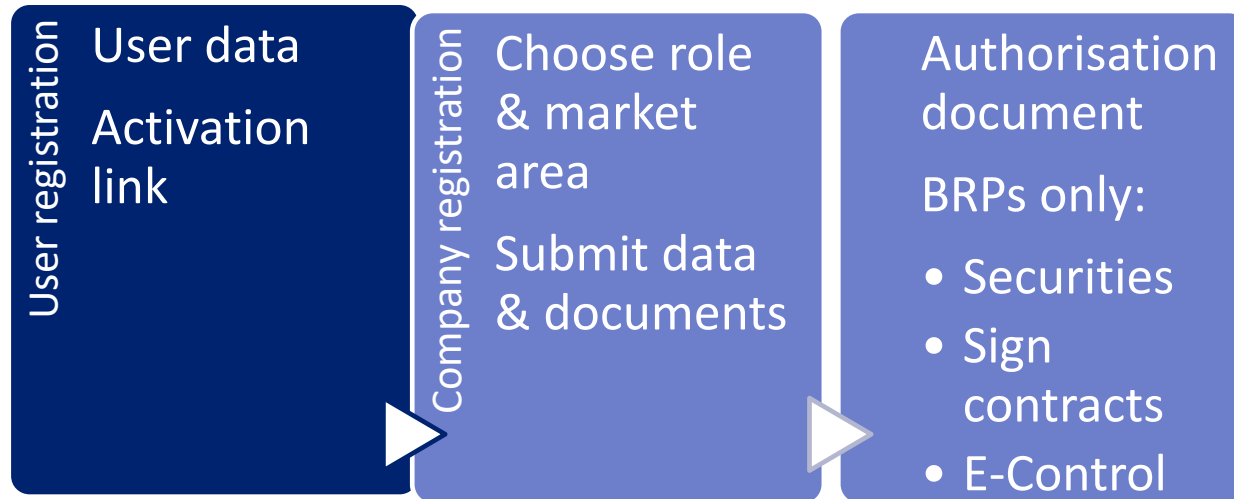 User registration
User data
Activation
link
Company registration
Choose role
& market
area
Submit data
& documents
Authorisation
document
BRPs only:
• Securities
• Sign
contracts
• E-Control